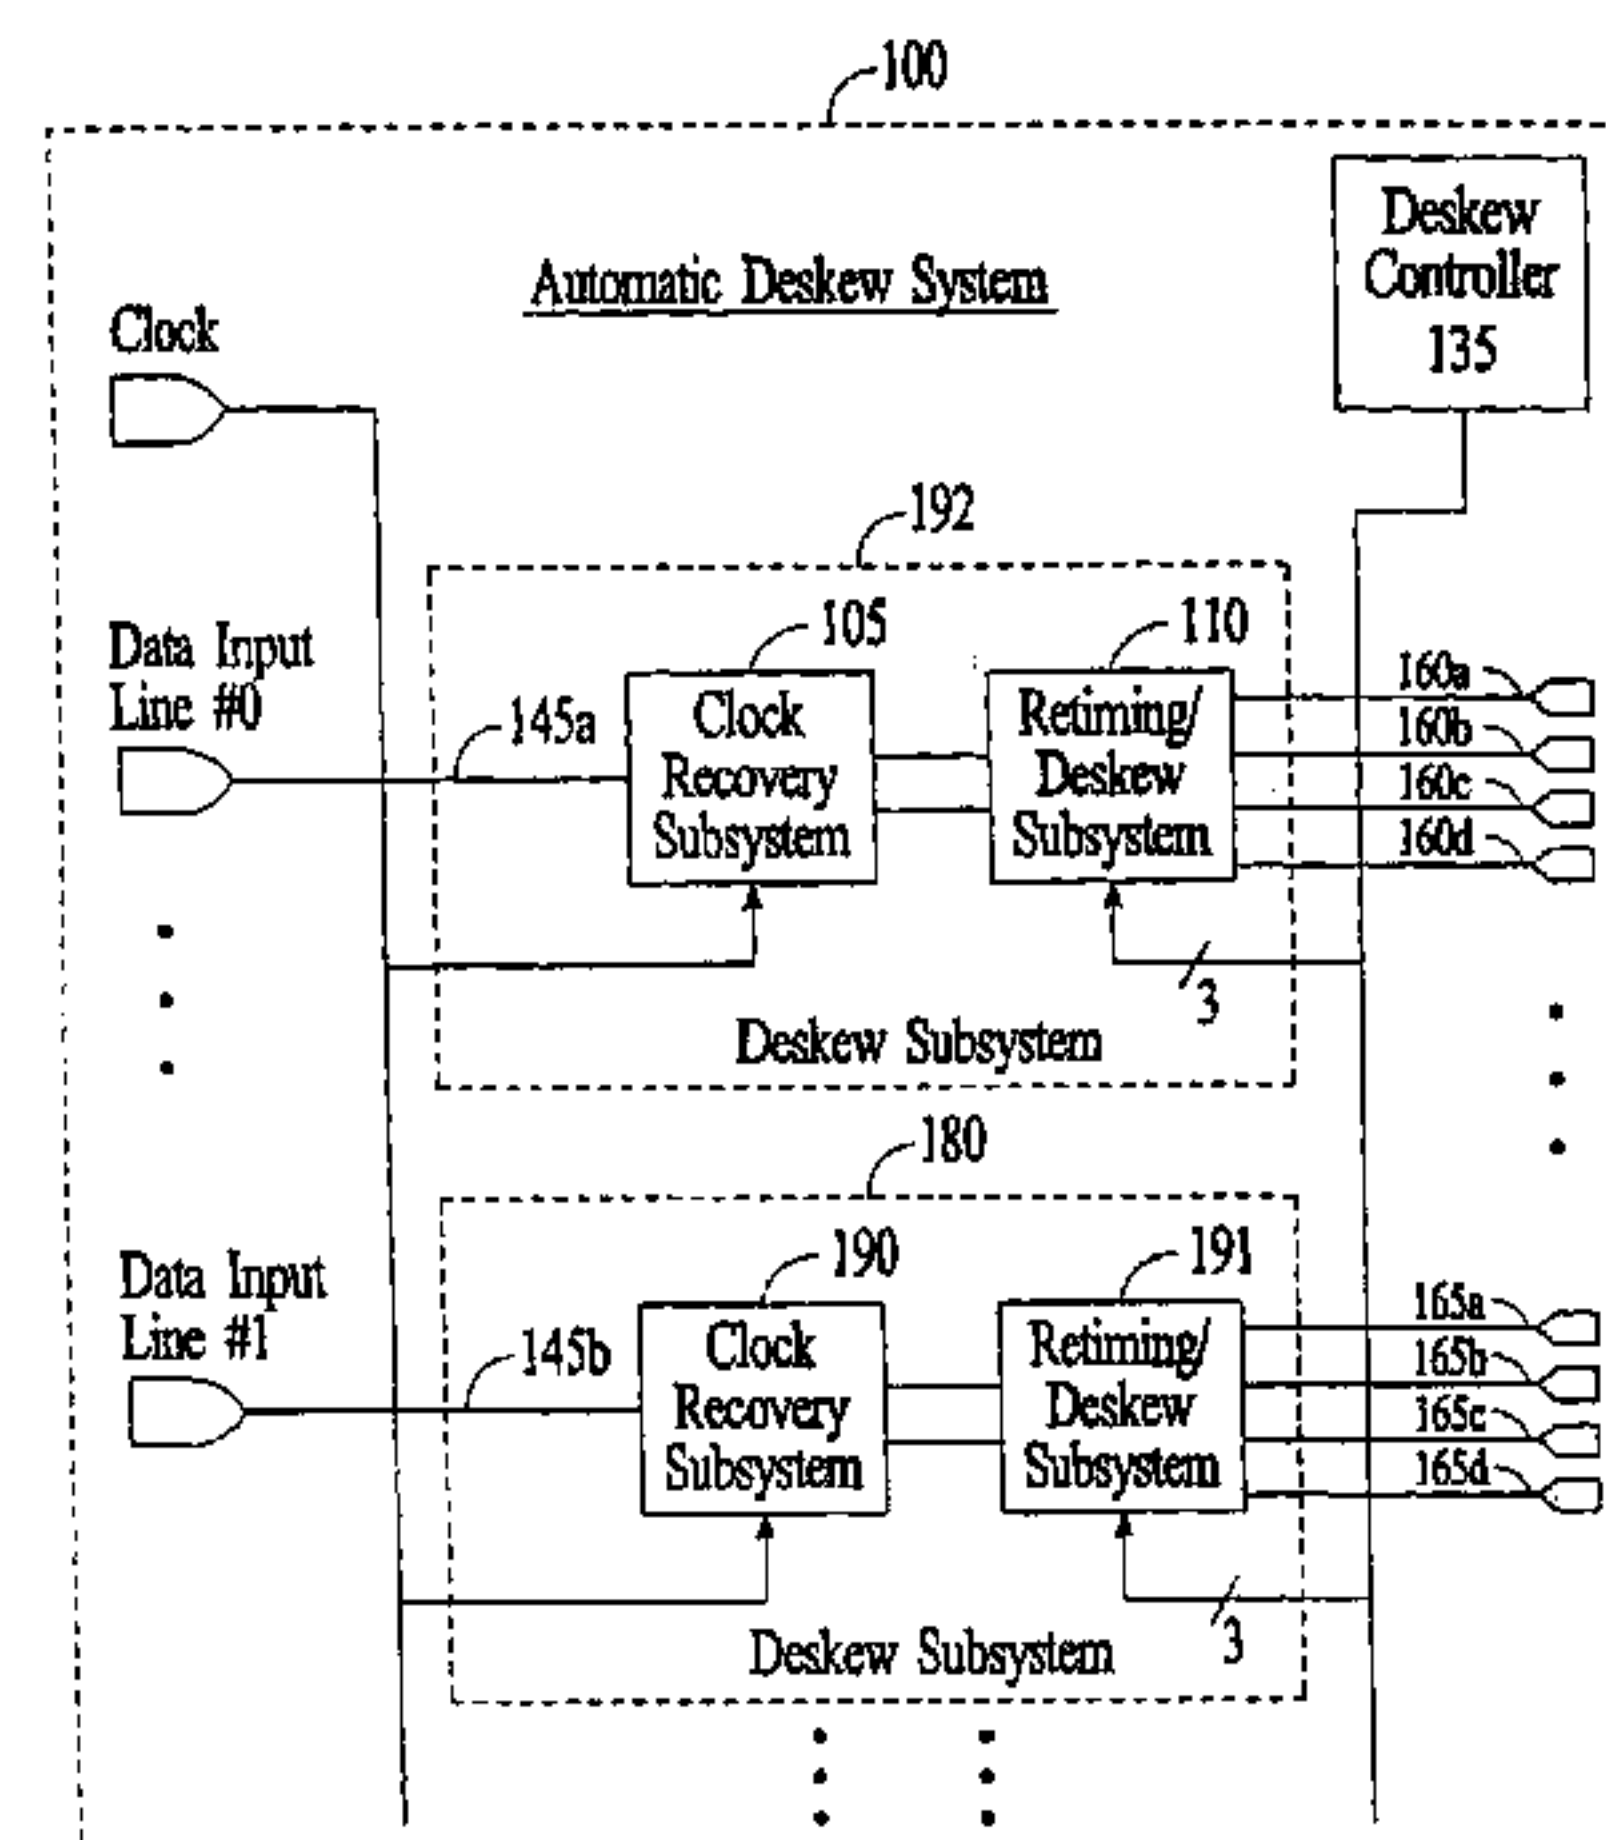 100
Deskew
Controller
135
Automatic Deskew System
Clock
192
Data Input
Line #0
145a
105
Clock
Recovery
Subsystem
110
Retiming/
Deskew
Subsystem
160a
160b
160c
160d
3
Deskew Subsystem
180
Data Input
Line #1
145b
190
Clock
Recovery
Subsystem
191
Retiming/
Deskew
Subsystem
165a
165b
165c
165d
3
Deskew Subsystem